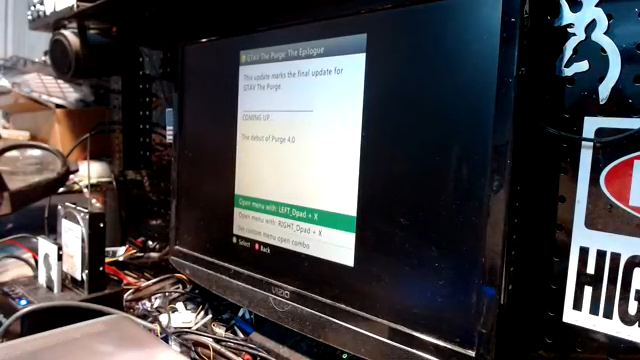 GTAV The Purge The Epilogue
This update marks the final update for
GTAV The Purge.
COMING UP...
The debut of Purge 4.0
Open menu with: LEFT_Dpad + X
Open menu with: RIGHT_Dpad + X
Set custom menu open combo
Select
Back
VIZIO
HIG